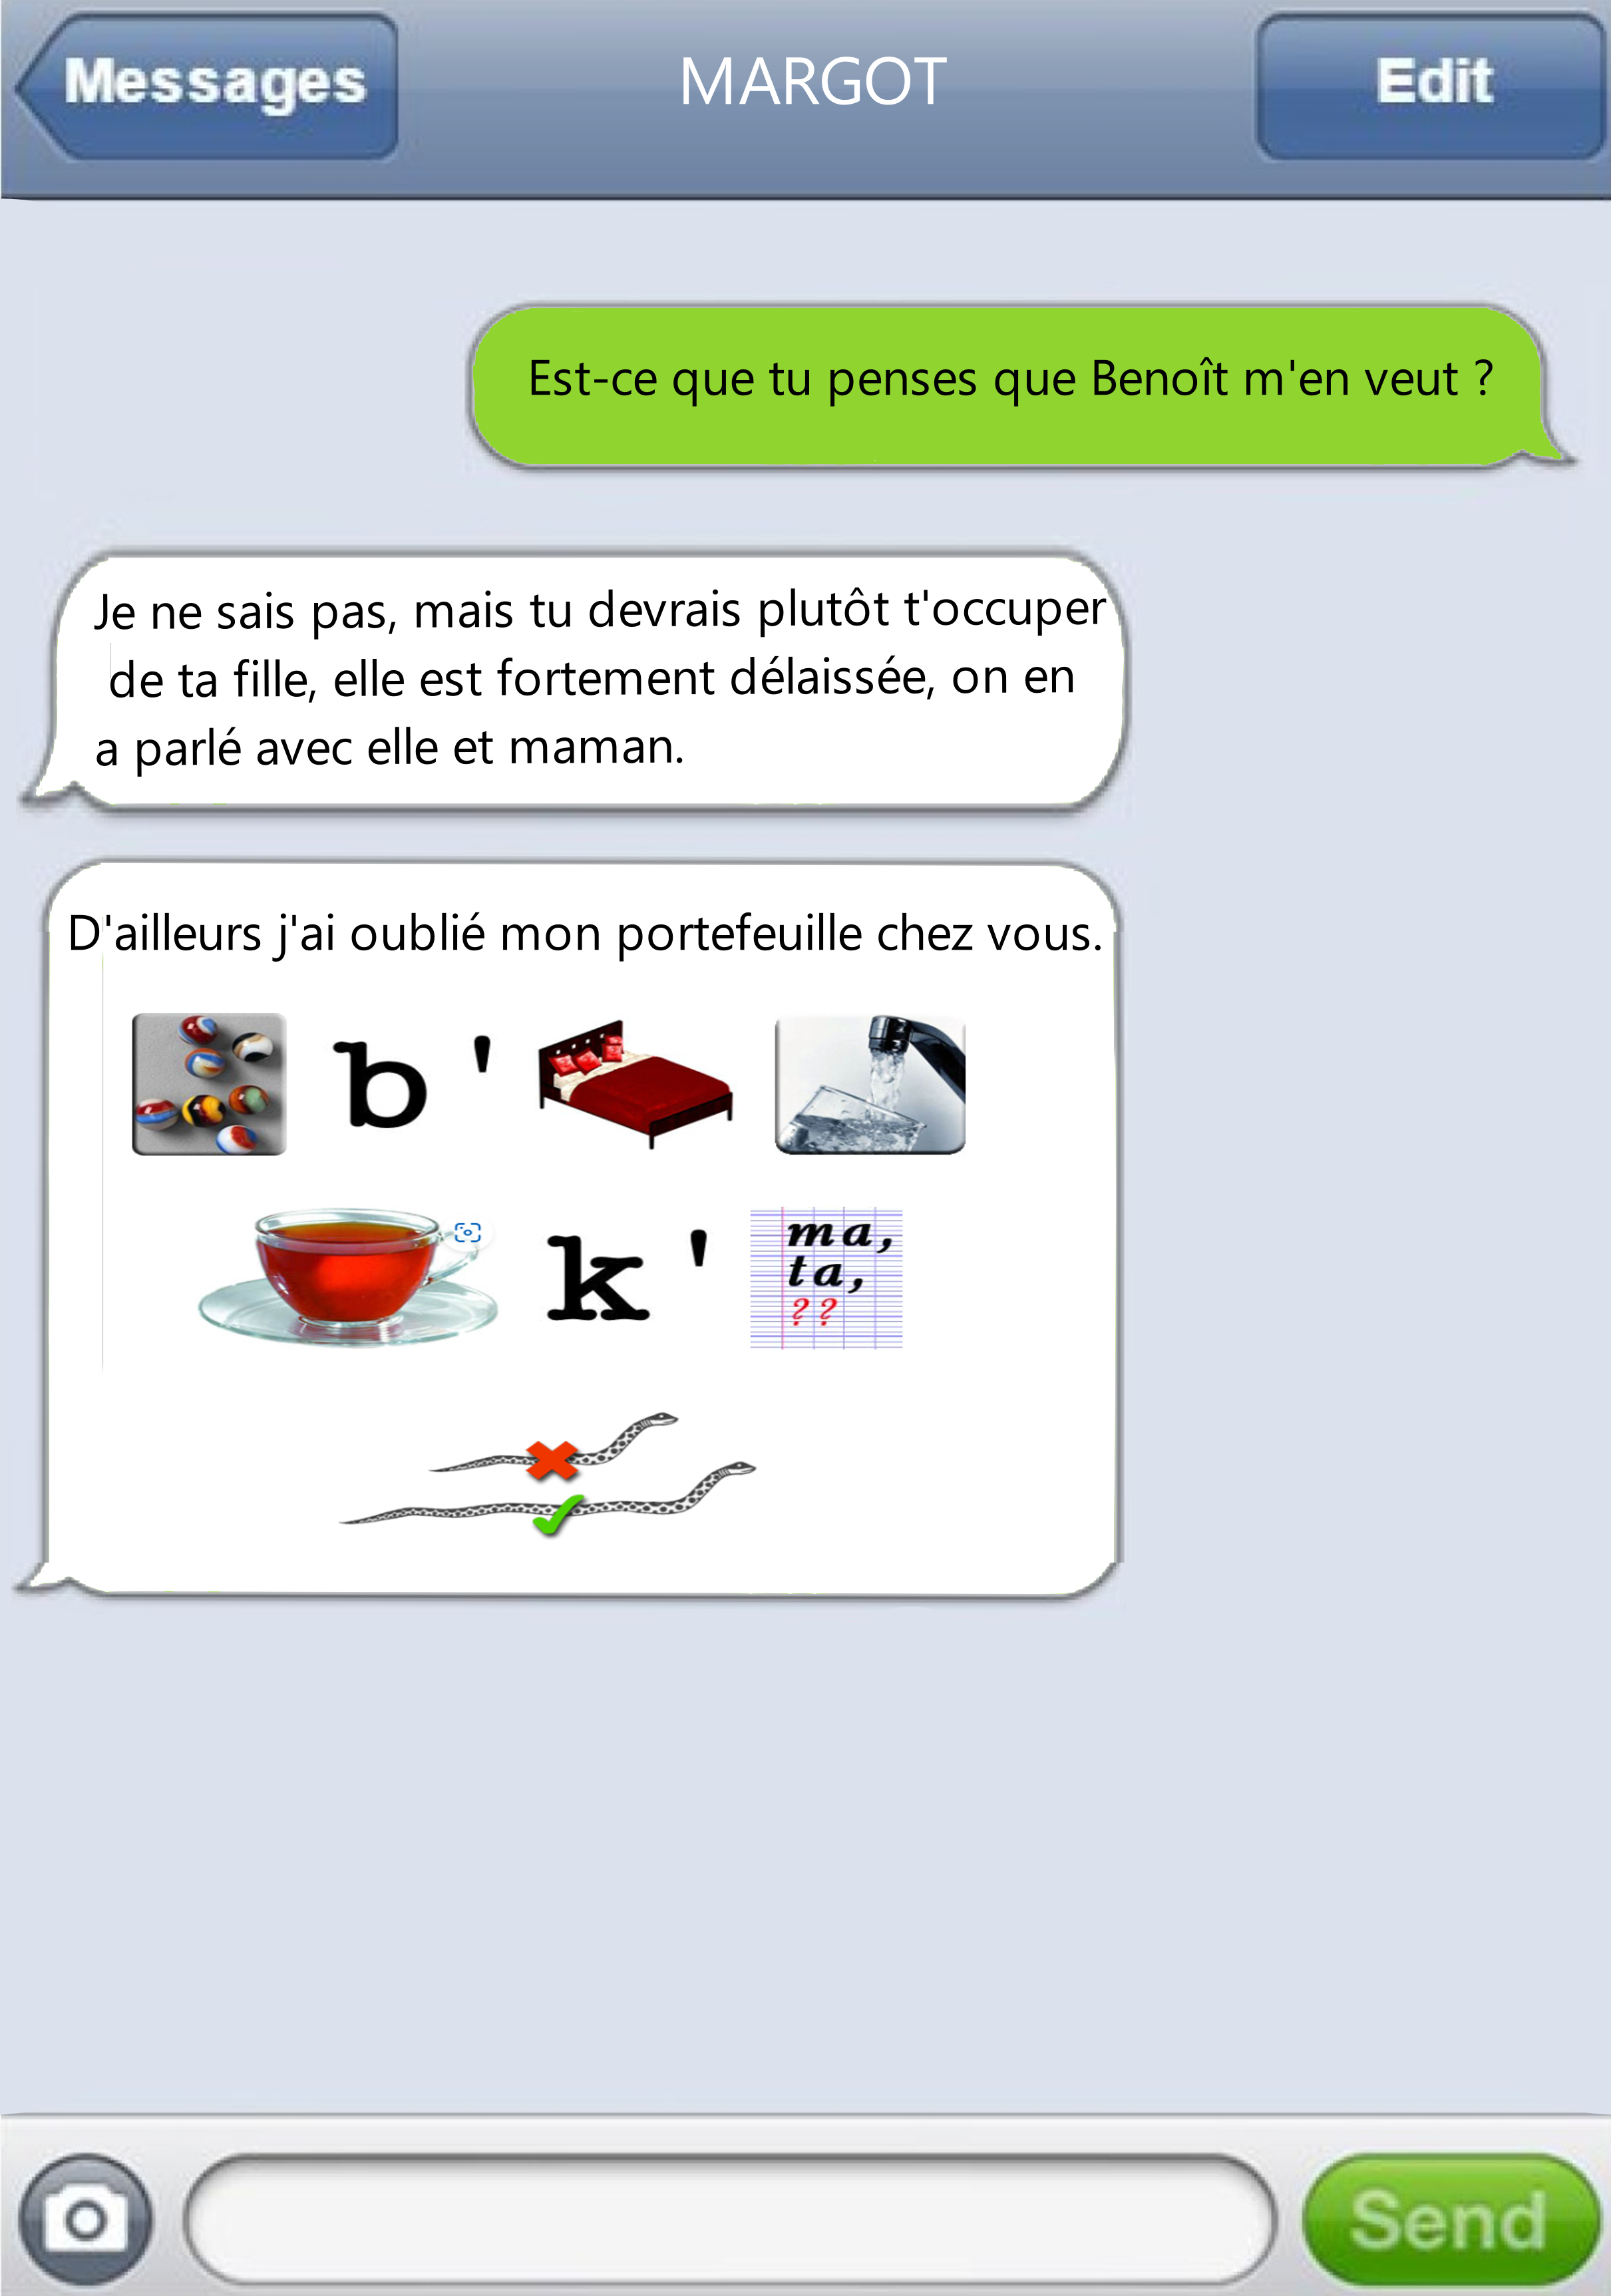 Messages
MARGOT
Edit
Est-ce que tu penses que Benoît m'en veut ?
Je ne sais pas, mais tu devrais plutôt t'occuper
de ta fille, elle est fortement délaissée, on en
a parlé avec elle et maman.
D'ailleurs j'ai oublié mon portefeuille chez vous.
b '
k '
ma,
ta,
??
Send